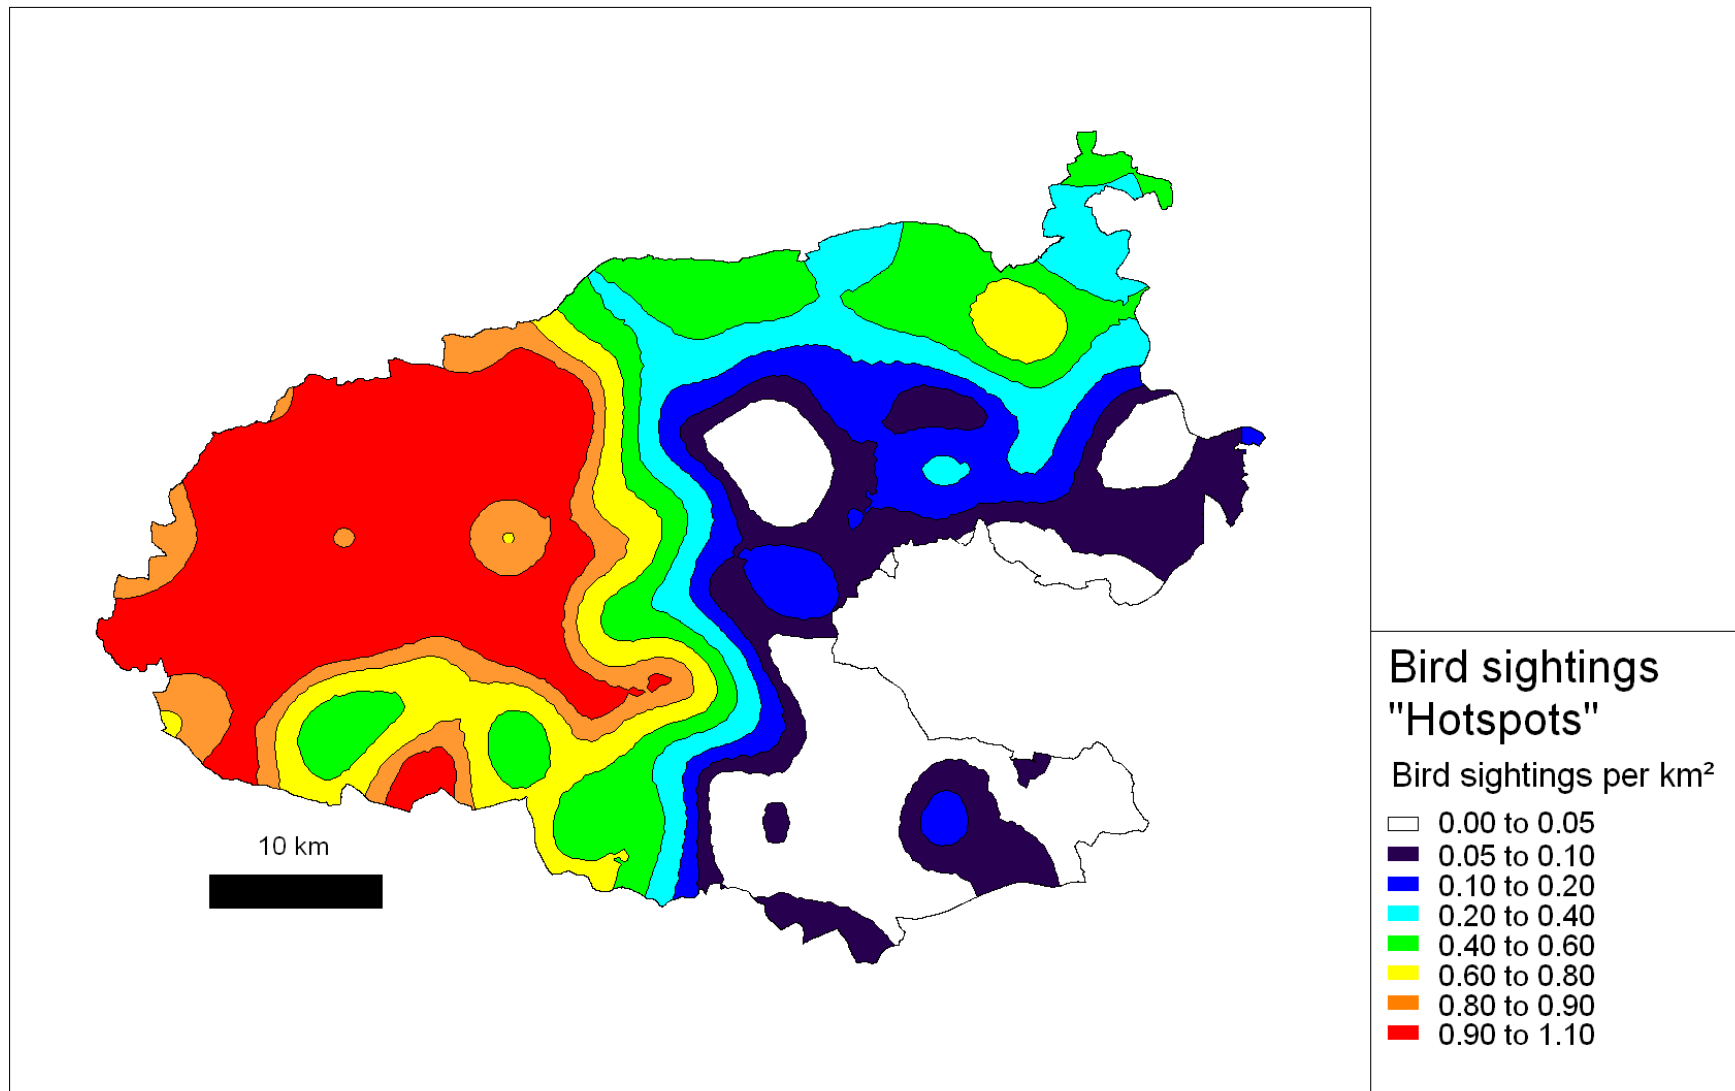 10 km
Bird sightings
"Hotspots"
Bird sightings per km²
0.00 to 0.05
0.05 to 0.10
0.10 to 0.20
0.20 to 0.40
0.40 to 0.60
0.60 to 0.80
0.80 to 0.90
0.90 to 1.10